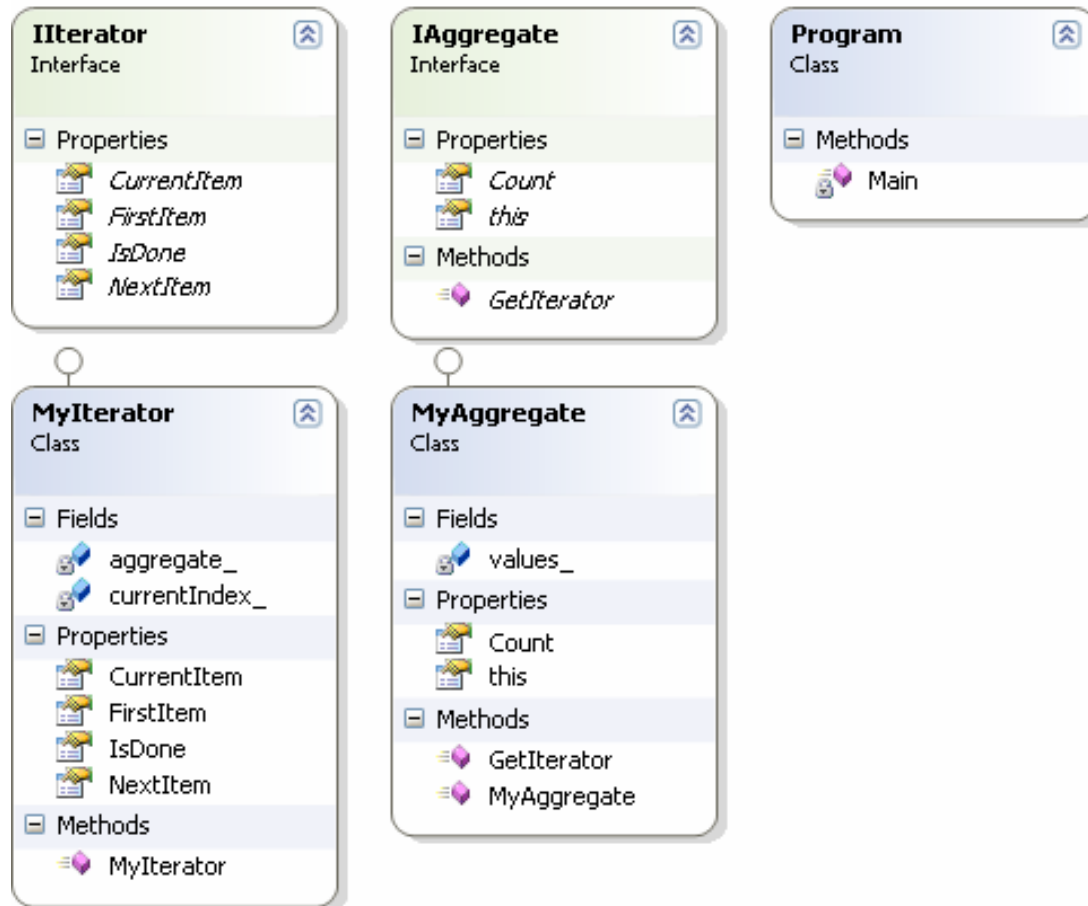 IIterator
Interface
Properties
CurrentItem
FirstItem
IsDone
NextItem
IAggregate
Interface
Properties
Count
this
Methods
GetIterator
Program
Class
Methods
Main
MyIterator
Class
Fields
aggregate_
currentIndex_
Properties
CurrentItem
FirstItem
IsDone
NextItem
Methods
MyIterator
MyAggregate
Class
Fields
values_
Properties
Count
this
Methods
GetIterator
MyAggregate